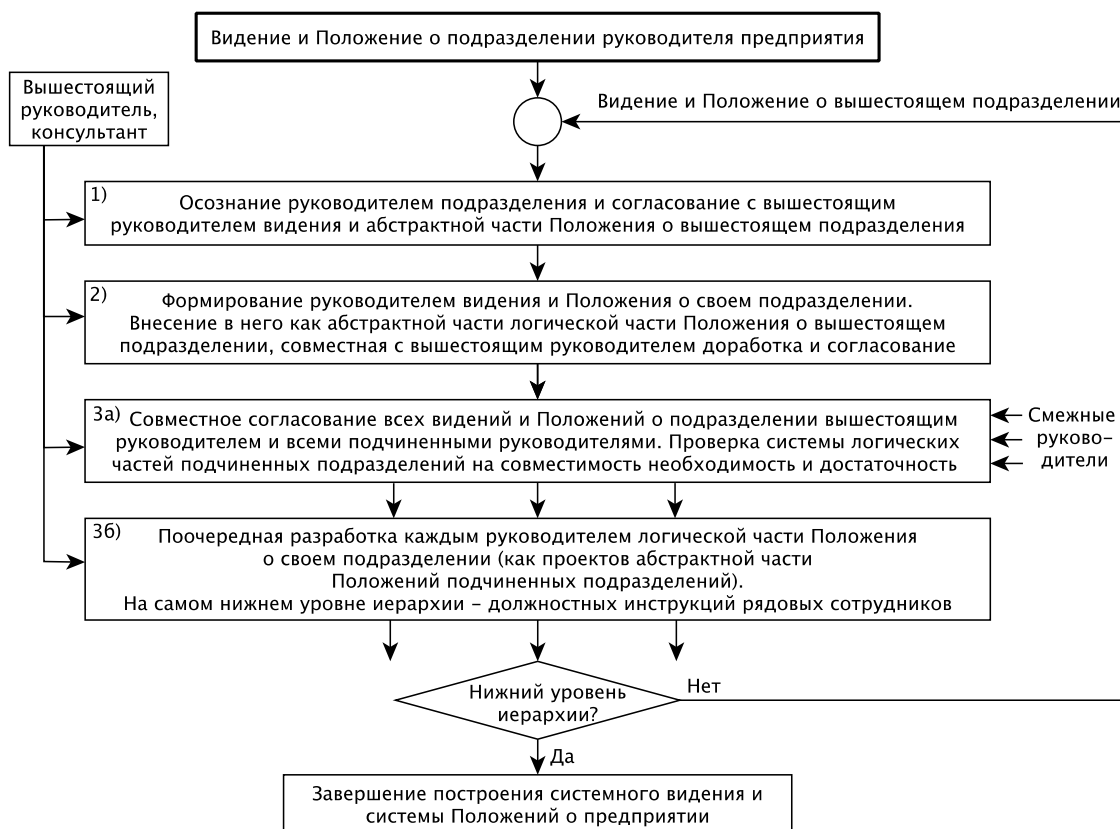 Видение и Положение о подразделении руководителя предприятия
Вышестоящий
руководитель,
консультант
Видение и Положение о вышестоящем подразделении
1)
Осознание руководителем подразделения и согласование с вышестоящим
руководителем видения и абстрактной части Положения о вышестоящем подразделения
2)
Формирование руководителем видения и Положения о своем подразделении.
Внесение в него как абстрактной части логической части Положения о вышестоящем
подразделении, совместная с вышестоящим руководителем доработка и согласование
3а)
Совместное согласование всех видений и Положений о подразделении вышестоящим
руководителем и всеми подчиненными руководителями. Проверка системы логических
частей подчиненных подразделений на совместимость необходимость и достаточность
Смежные
руково-
дители
3б)
Поочередная разработка каждым руководителем логической части Положения
о своем подразделении (как проектов абстрактной части
Положений подчиненных подразделений).
На самом нижнем уровне иерархии – должностных инструкций рядовых сотрудников
Нижний уровень
иерархии?
Нет
Да
Завершение построения системного видения и
системы Положений о предприятии